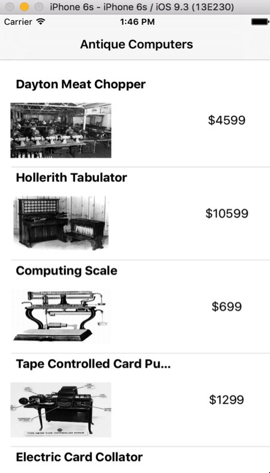 iPhone 6s - iPhone 6s / iOS 9.3 (13E230)
Carrier 1:46 PM
Antique Computers
Dayton Meat Chopper
$4599
Hollerith Tabulator
$10599
Computing Scale
$699
Tape Controlled Card Pu...
$1299
Electric Card Collator